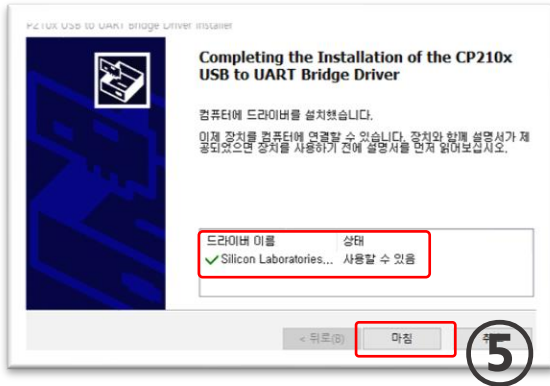 P210x USB to UART Bridge Driver Installer
Completing the Installation of the CP210x
USB to UART Bridge Driver
컴퓨터에 드라이버를 설치했습니다.
이제 장치를 컴퓨터에 연결할 수 있습니다. 장치와 함께 설명서가 제
공되었으면 장치를 사용하기 전에 설명서를 먼저 읽어보십시오.
드라이버 이름 상태
✓ Silicon Laboratories... 사용할 수 있음
< 뒤로(B) 마침
⑤